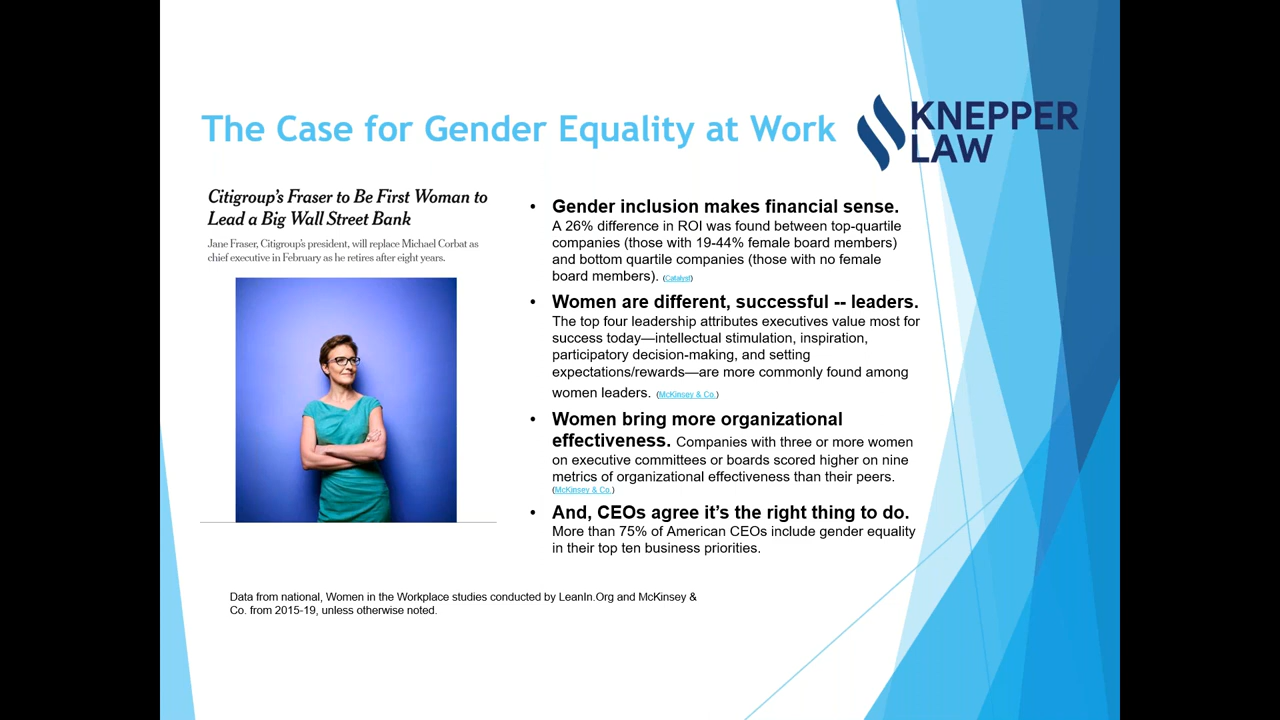 The Case for Gender Equality at Work
KNEPPER
LAW
Citigroup's Fraser to Be First Woman to
Lead a Big Wall Street Bank
Jane Fraser, Citigroup's president, will replace Michael Corbat as
chief executive in February as he retires after eight years.
• Gender inclusion makes financial sense.
A 26% difference in ROI was found between top-quartile
companies (those with 19-44% female board members)
and bottom quartile companies (those with no female
board members). (Catalyst)
• Women are different, successful -- leaders.
The top four leadership attributes executives value most for
success today—intellectual stimulation, inspiration,
participatory decision-making, and setting
expectations/rewards—are more commonly found among
women leaders. (McKinsey & Co.)
• Women bring more organizational
effectiveness. Companies with three or more women
on executive committees or boards scored higher on nine
metrics of organizational effectiveness than their peers.
(McKinsey & Co.)
• And, CEOs agree it's the right thing to do.
More than 75% of American CEOs include gender equality
in their top ten business priorities.
Data from national, Women in the Workplace studies conducted by LeanIn.Org and McKinsey &
Co. from 2015-19, unless otherwise noted.